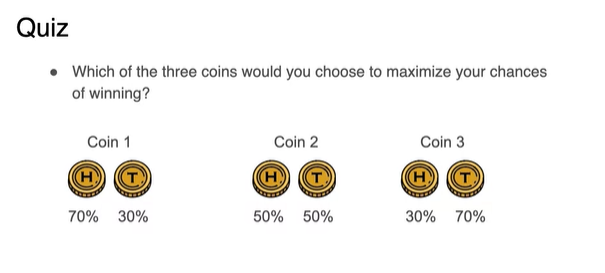 Quiz
● Which of the three coins would you choose to maximize your chances
of winning?
Coin 1 Coin 2 Coin 3
H T H T H T
70% 30% 50% 50% 30% 70%